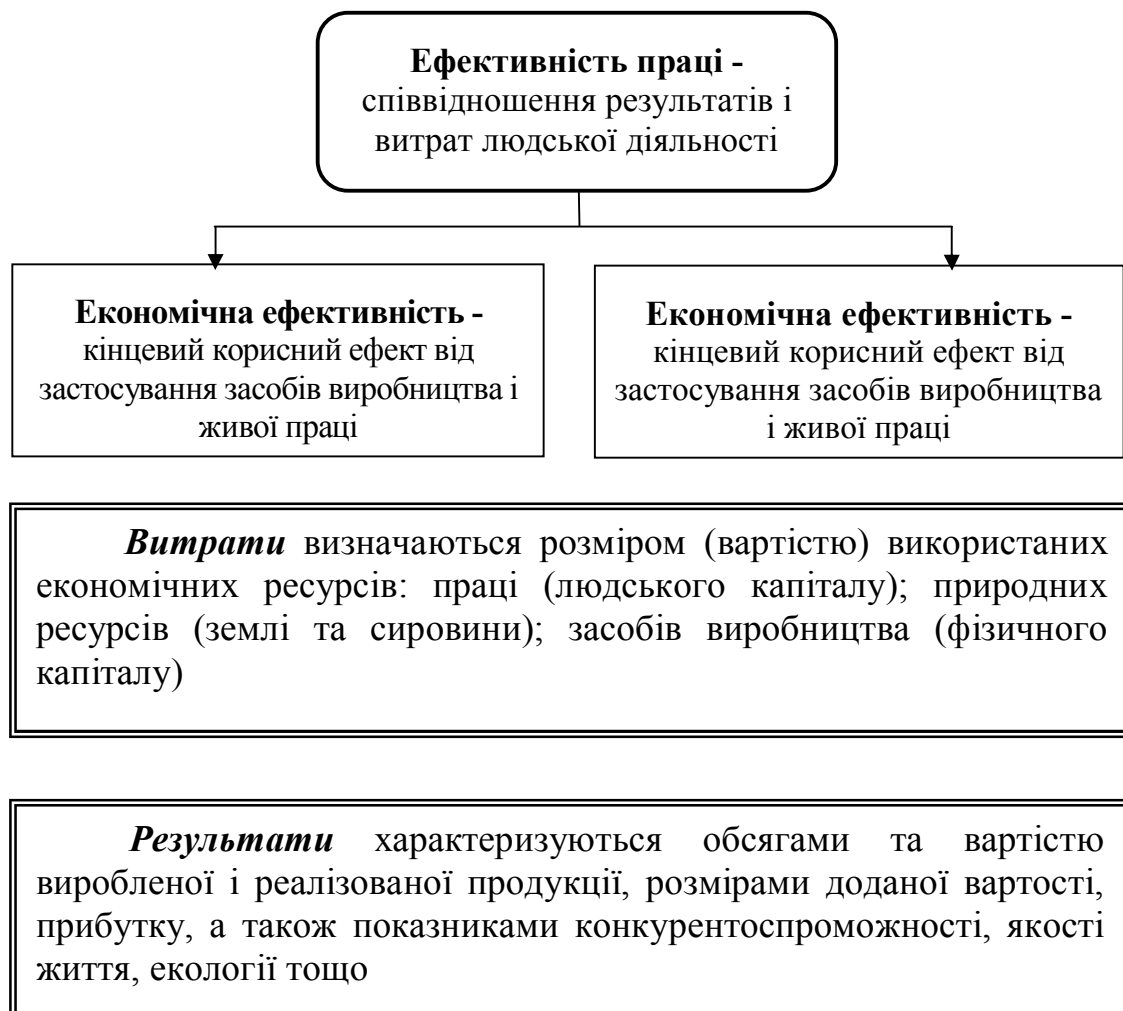 Ефективність праці -
співвідношення результатів і
витрат людської діяльності
Економічна ефективність -
кінцевий корисний ефект від
застосування засобів виробництва і
живої праці
Економічна ефективність -
кінцевий корисний ефект від
застосування засобів виробництва
і живої праці
Витрати визначаються розміром (вартістю) використаних
економічних ресурсів: праці (людського капіталу); природних
ресурсів (землі та сировини); засобів виробництва (фізичного
капіталу)
Результати характеризуються обсягами та вартістю
виробленої і реалізованої продукції, розмірами доданої вартості,
прибутку, а також показниками конкурентоспроможності, якості
життя, екології тощо